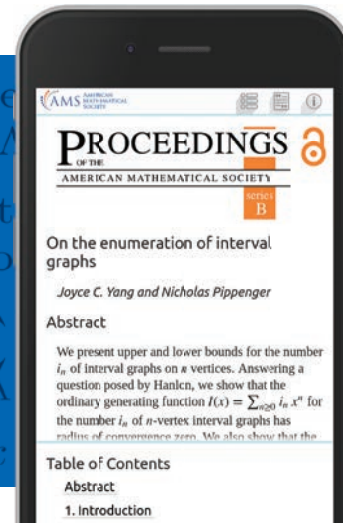 AMS AMERICAN
MATHEMATICAL
SOCIETY
PROCEEDINGS
OF THE
AMERICAN MATHEMATICAL SOCIETY
series
B
On the enumeration of interval
graphs
Joyce C. Yang and Nicholas Pippenger
Abstract
We present upper and lower bounds for the number
iₙ of interval graphs on n vertices. Answering a
question posed by Hanlon, we show that the
ordinary generating function I(x) = ∑ₙ≥₀ iₙ xⁿ for
the number iₙ of n-vertex interval graphs has
radius of convergence zero. We also show that the
Table of Contents
Abstract
1. Introduction